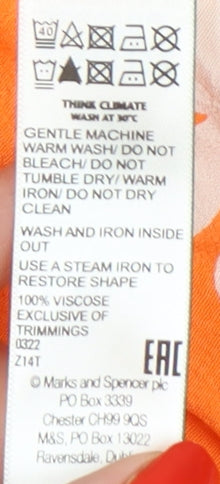 40
THINK CLIMATE
WASH AT 30°C
GENTLE MACHINE
WARM WASH/ DO NOT
BLEACH/ DO NOT
TUMBLE DRY/ WARM
IRON/ DO NOT DRY
CLEAN
WASH AND IRON INSIDE
OUT
USE A STEAM IRON TO
RESTORE SHAPE
100% VISCOSE
EXCLUSIVE OF
TRIMMINGS
0322
Z14T
EAC
© Marks and Spencer plc
PO Box 3339
Chester CH99 9QS
M&S, PO Box 13022
Ravensdale,